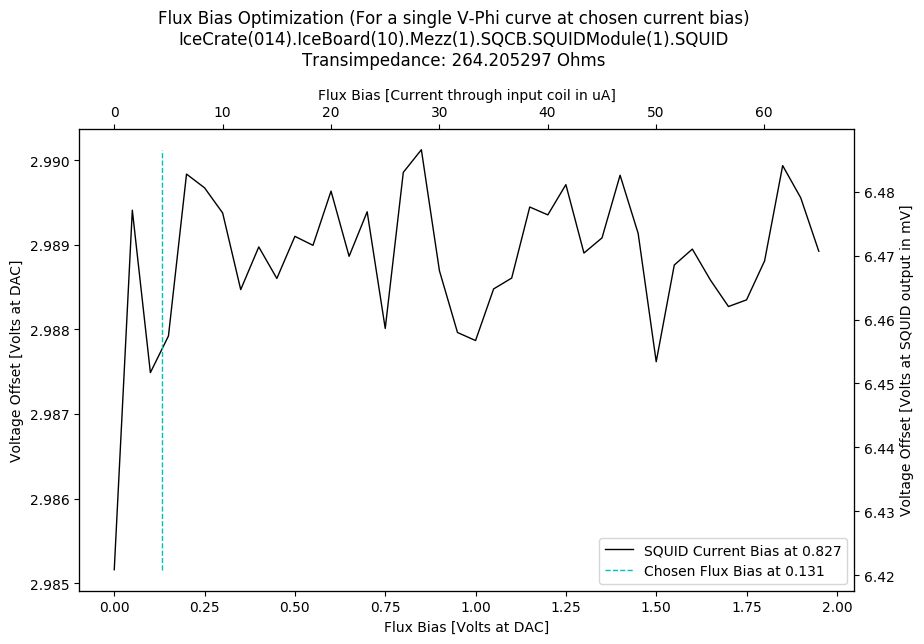 Flux Bias Optimization (For a single V-Phi curve at chosen current bias)
IceCrate(014).IceBoard(10).Mezz(1).SQCB.SQUIDModule(1).SQUID
Transimpedance: 264.205297 Ohms
Flux Bias [Current through input coil in uA]
0 10 20 30 40 50 60
Voltage Offset [Volts at DAC]
2.990
2.989
2.988
2.987
2.986
2.985
6.48
6.47
6.46
6.45
6.44
6.43
6.42
Voltage Offset [Volts at SQUID output in mV]
SQUID Current Bias at 0.827
Chosen Flux Bias at 0.131
0.00 0.25 0.50 0.75 1.00 1.25 1.50 1.75 2.00
Flux Bias [Volts at DAC]